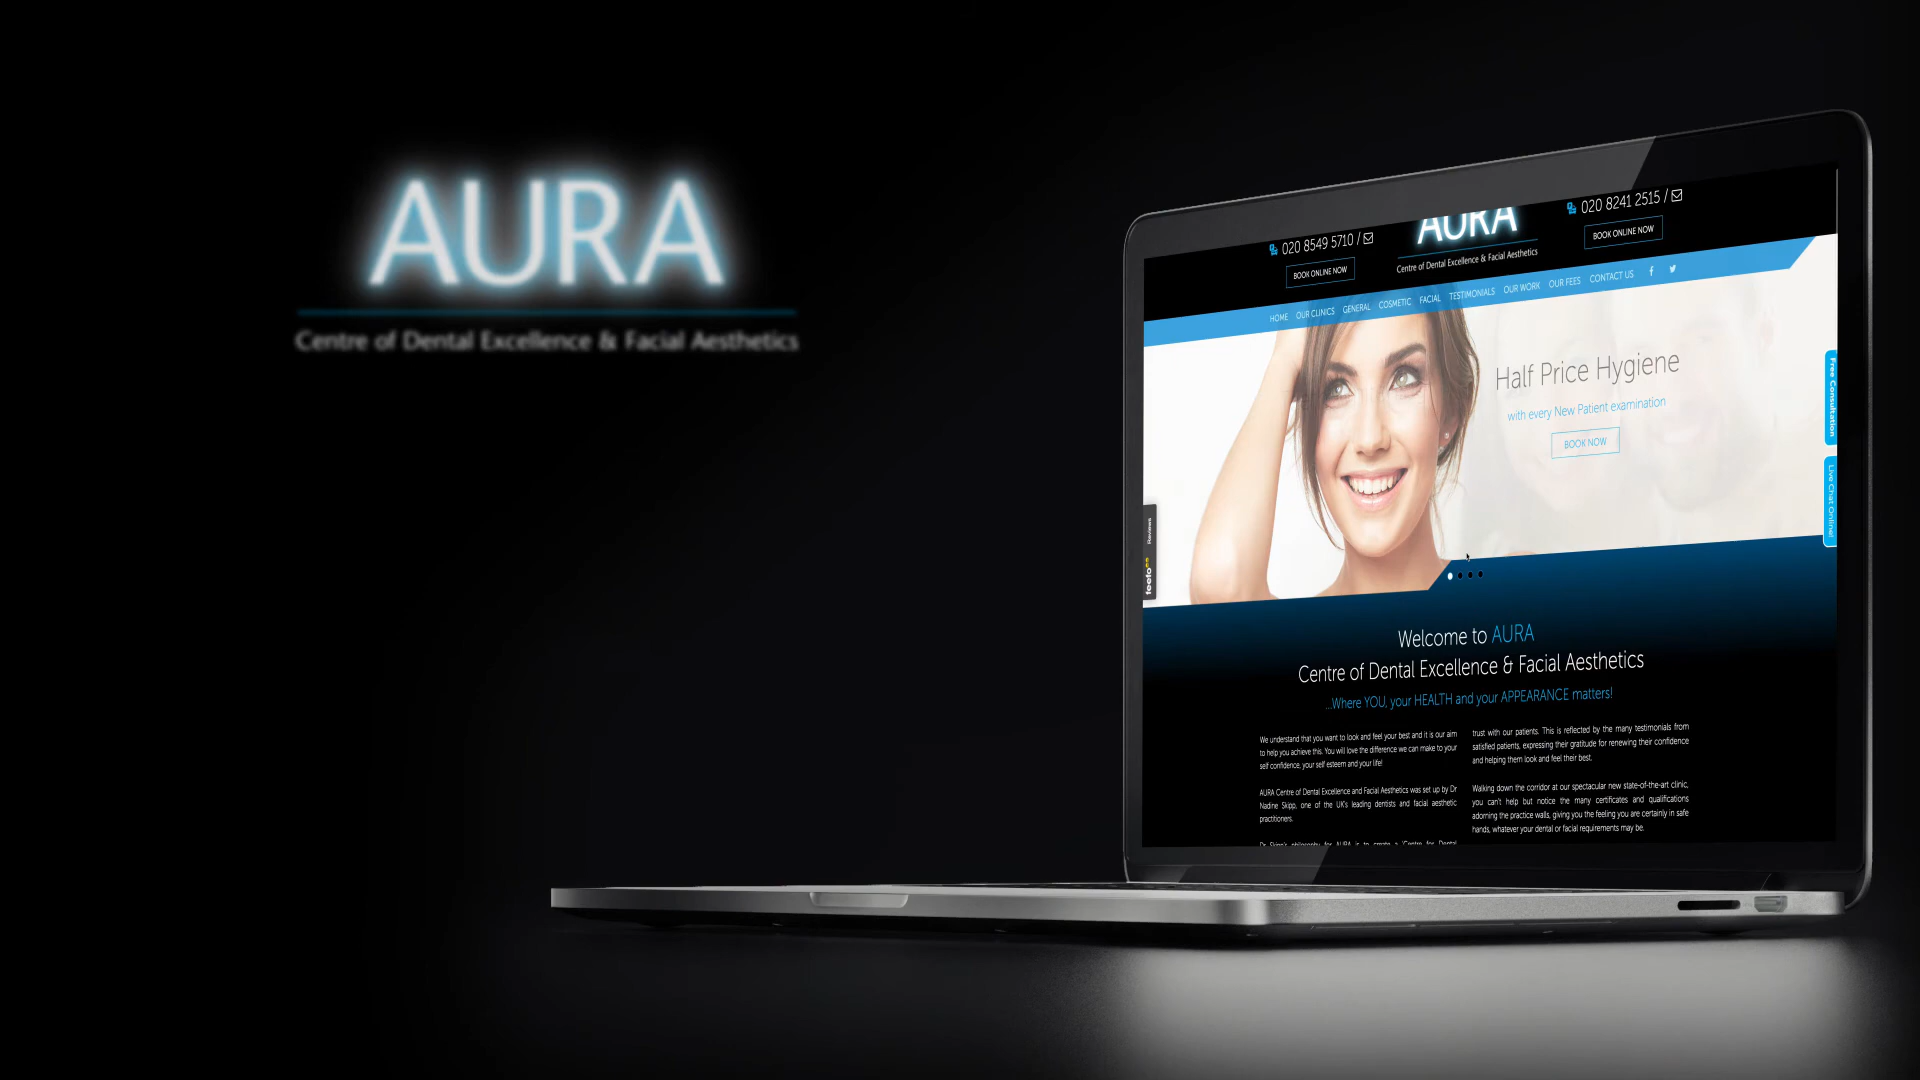 AURA
Centre of Dental Excellence & Facial Aesthetics
020 8549 5710 /
BOOK ONLINE NOW
AURA
Centre of Dental Excellence & Facial Aesthetics
020 8241 2515 /
BOOK ONLINE NOW
HOME OUR CLINICS GENERAL COSMETIC FACIAL TESTIMONIALS OUR WORK OUR FEES CONTACT US
Half Price Hygiene
with every New Patient examination
BOOK NOW
Free Consultation
Live Chat Online!
feefo Reviews
Welcome to AURA
Centre of Dental Excellence & Facial Aesthetics
...Where YOU, your HEALTH and your APPEARANCE matters!
We understand that you want to look and feel your best and it is our aim
to help you achieve this. You will love the difference we can make to your
self confidence, your self esteem and your life!
AURA Centre of Dental Excellence and Facial Aesthetics was set up by Dr
Nadine Skipp, one of the UK's leading dentists and facial aesthetic
practitioners.
Dr Skipp's philosophy for AURA is to create a 'Centre for Dental
trust with our patients. This is reflected by the many testimonials from
satisfied patients, expressing their gratitude for renewing their confidence
and helping them look and feel their best.
Walking down the corridor at our spectacular new state-of-the-art clinic,
you can't help but notice the many certificates and qualifications
adorning the practice walls, giving you the feeling you are certainly in safe
hands, whatever your dental or facial requirements may be.